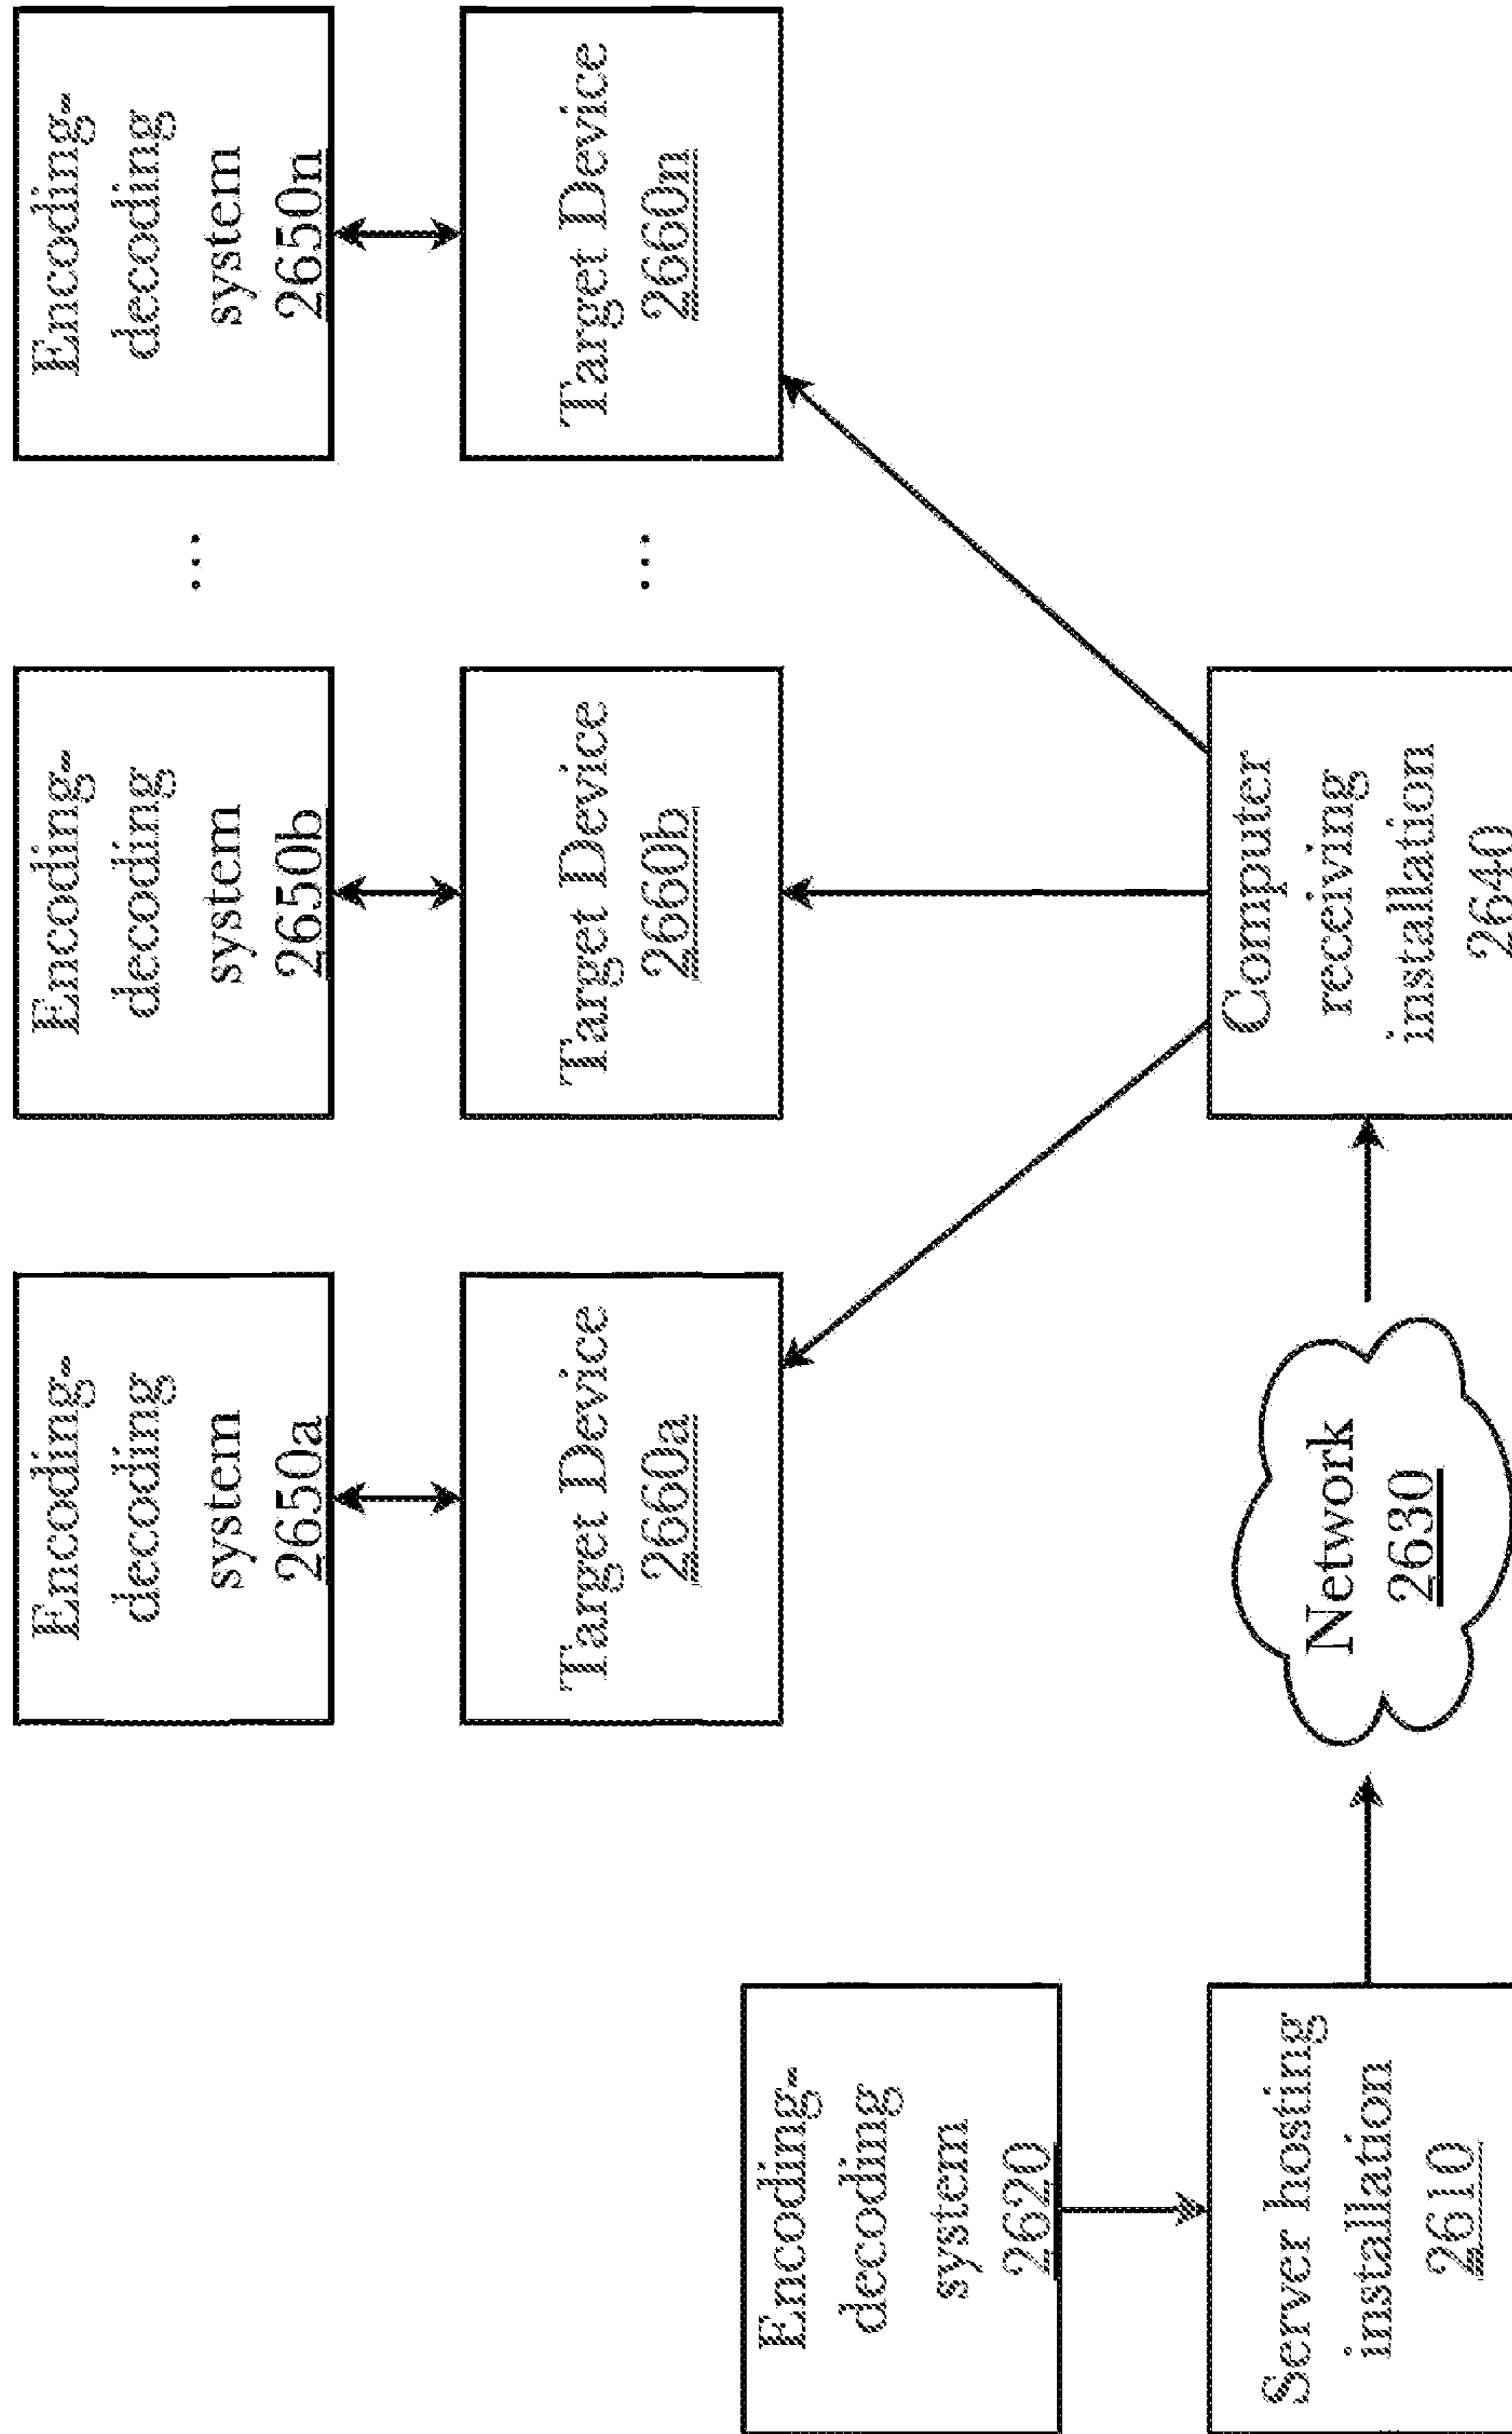 Encoding-
decoding
system
2650a
Encoding-
decoding
system
2650b
...
Encoding-
decoding
system
2650n
Target Device
2660a
Target Device
2660b
...
Target Device
2660n
Encoding-
decoding
system
2620
Server hosting
installation
2610
Network
2630
Computer
receiving
installation
2640